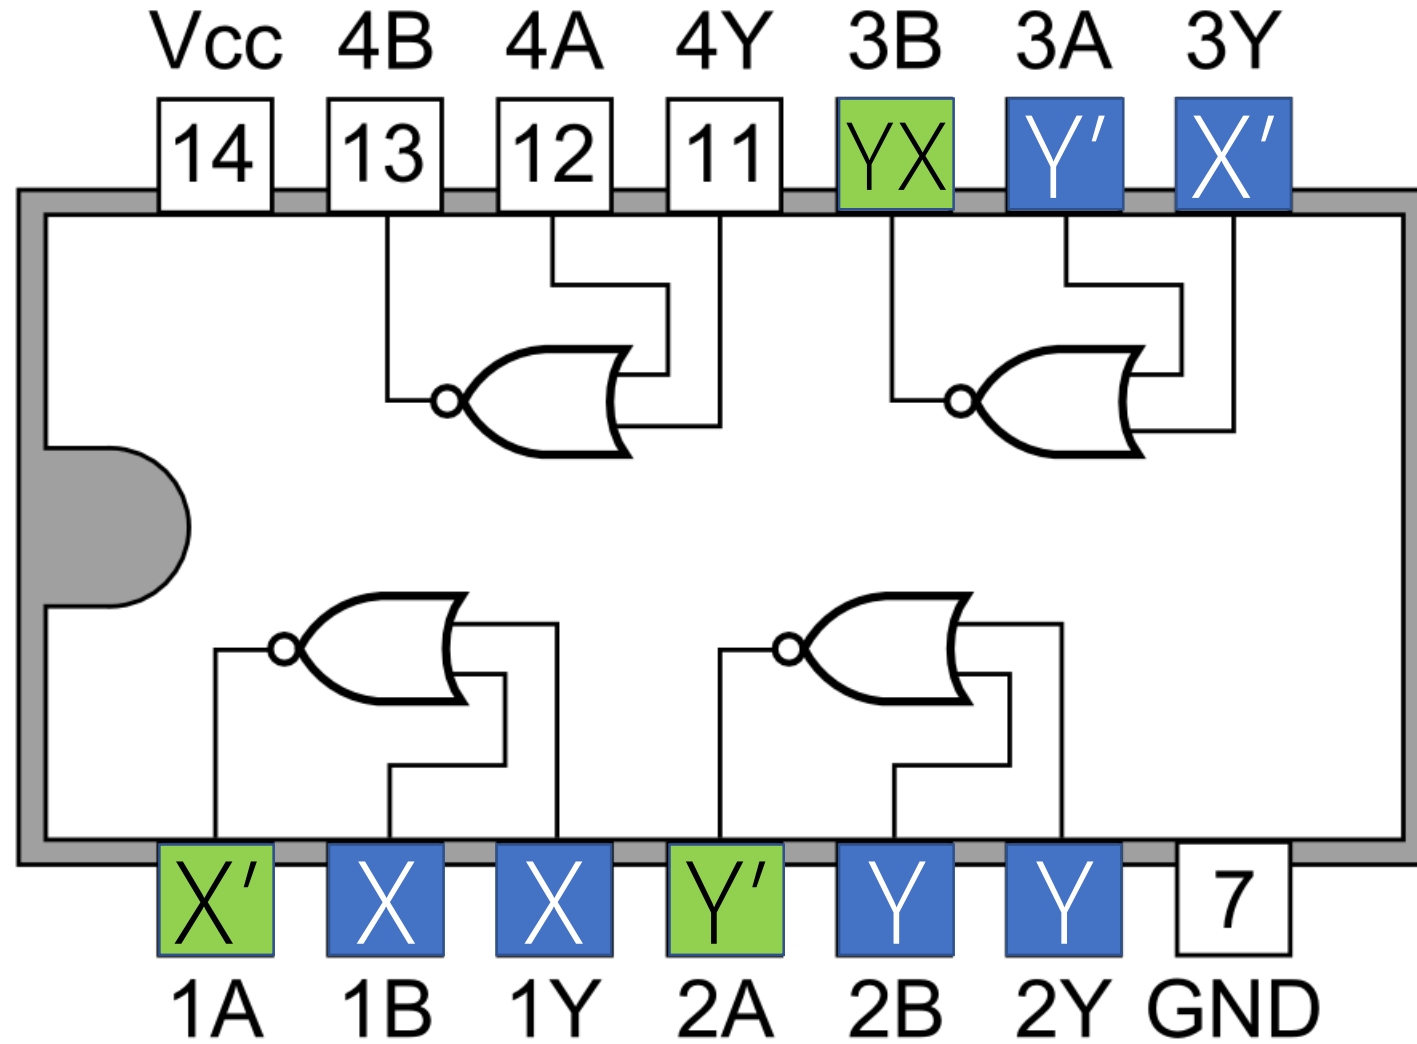 Vcc 4B 4A 4Y 3B 3A 3Y
14 13 12 11 YX Y' X'
X' X X Y' Y Y 7
1A 1B 1Y 2A 2B 2Y GND